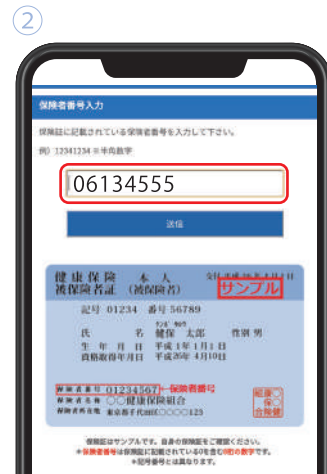 ②
保険者番号入力
保険証に記載されている保険者番号を入力して下さい。
例）12341234 ※半角数字
06134555
送信
健康保険 本人
被保険者証 (被保険者)
サンプル
記号 01234 番号 56789
氏名 健保 太郎 性別 男
生年月日 平成1年1月1日
資格取得年月日 平成26年 4月10日
保険者番号 01234567 保険者番号
保険者名称 〇〇健康保険組合
保険者所在地 東京都千代田区〇〇〇〇123
保険証はサンプルです。自身の保険証をご確認ください。
*保険者番号は保険証に記載されている0を含む8桁の数字です。
*記号番号とは異なります。